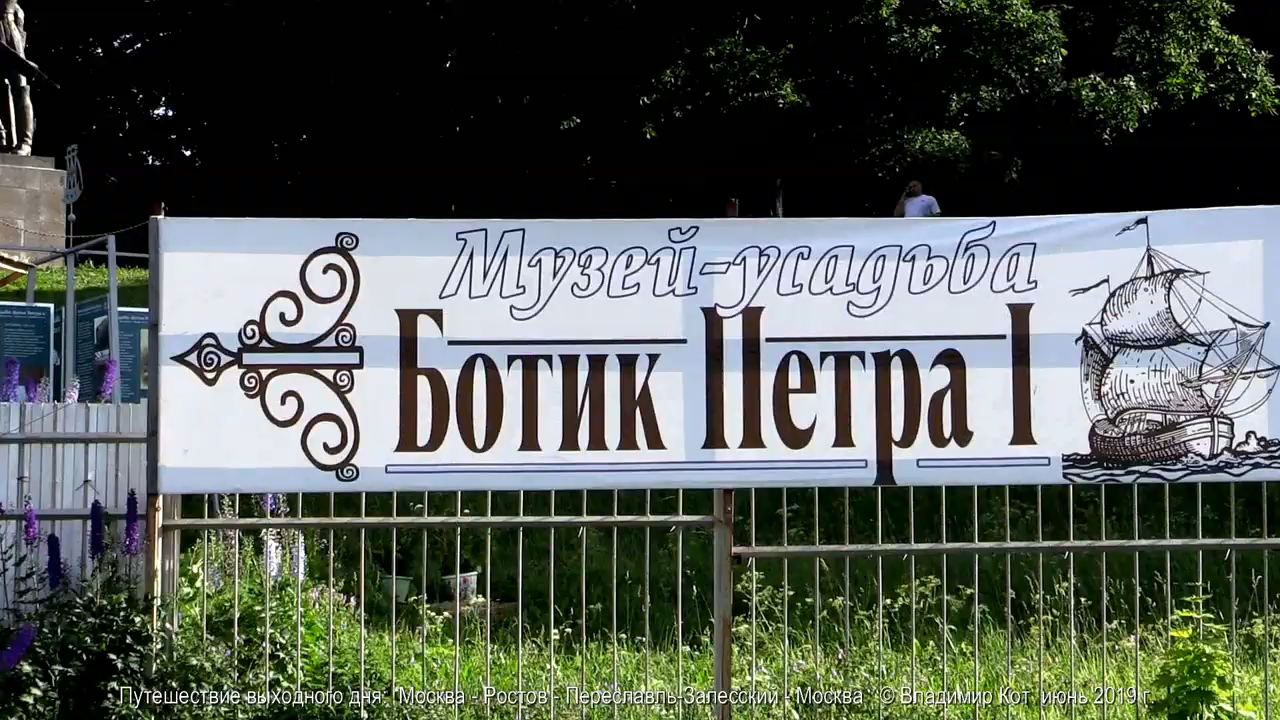 Музей-усадьба
Ботик Петра I
Путешествие выходного дня: Москва - Ростов - Переславль-Залесский - Москва © Владимир Кот июнь 2019 г.